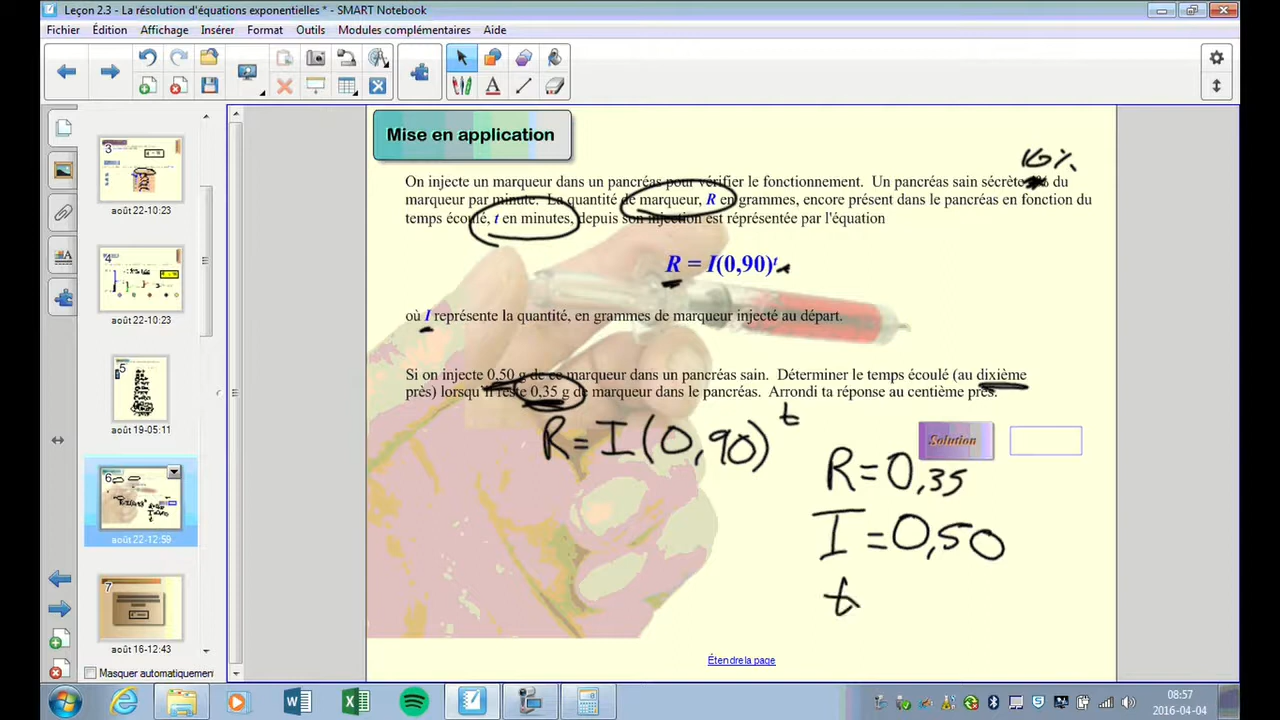 Leçon 2.3 - La résolution d'équations exponentielles * - SMART Notebook
Fichier Édition Affichage Insérer Format Outils Modules complémentaires Aide
Mise en application
10%
On injecte un marqueur dans un pancréas pour vérifier le fonctionnement. Un pancréas sain sécrète du
marqueur par minute. La quantité de marqueur, R en grammes, encore présent dans le pancréas en fonction du
temps écoulé, t en minutes, depuis son injection est réprésentée par l'équation
R = I(0,90)^t
où I représente la quantité, en grammes de marqueur injecté au départ.
Si on injecte 0,50 g de ce marqueur dans un pancréas sain. Déterminer le temps écoulé (au dixième
près) lorsqu'il reste 0,35 g de marqueur dans le pancréas. Arrondi ta réponse au centième près.
R=I(0,90)^t
Solution
R=0,35
I=0,50
t
Étendre la page
3
août 22-10:23
4
août 22-10:23
5
août 19-05:11
6
août 22-12:59
7
août 16-12:43
Masquer automatiquemen
08:57
2016-04-04